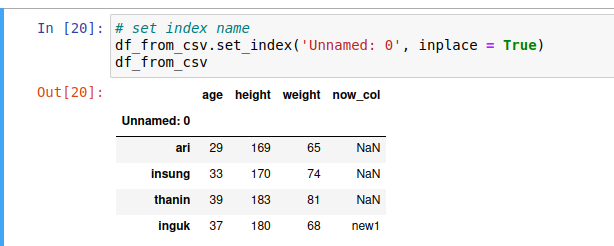 In [20]: # set index name
df_from_csv.set_index('Unnamed: 0', inplace = True)
df_from_csv
Out[20]:
age height weight now_col
Unnamed: 0
ari 29 169 65 NaN
insung 33 170 74 NaN
thanin 39 183 81 NaN
inguk 37 180 68 new1